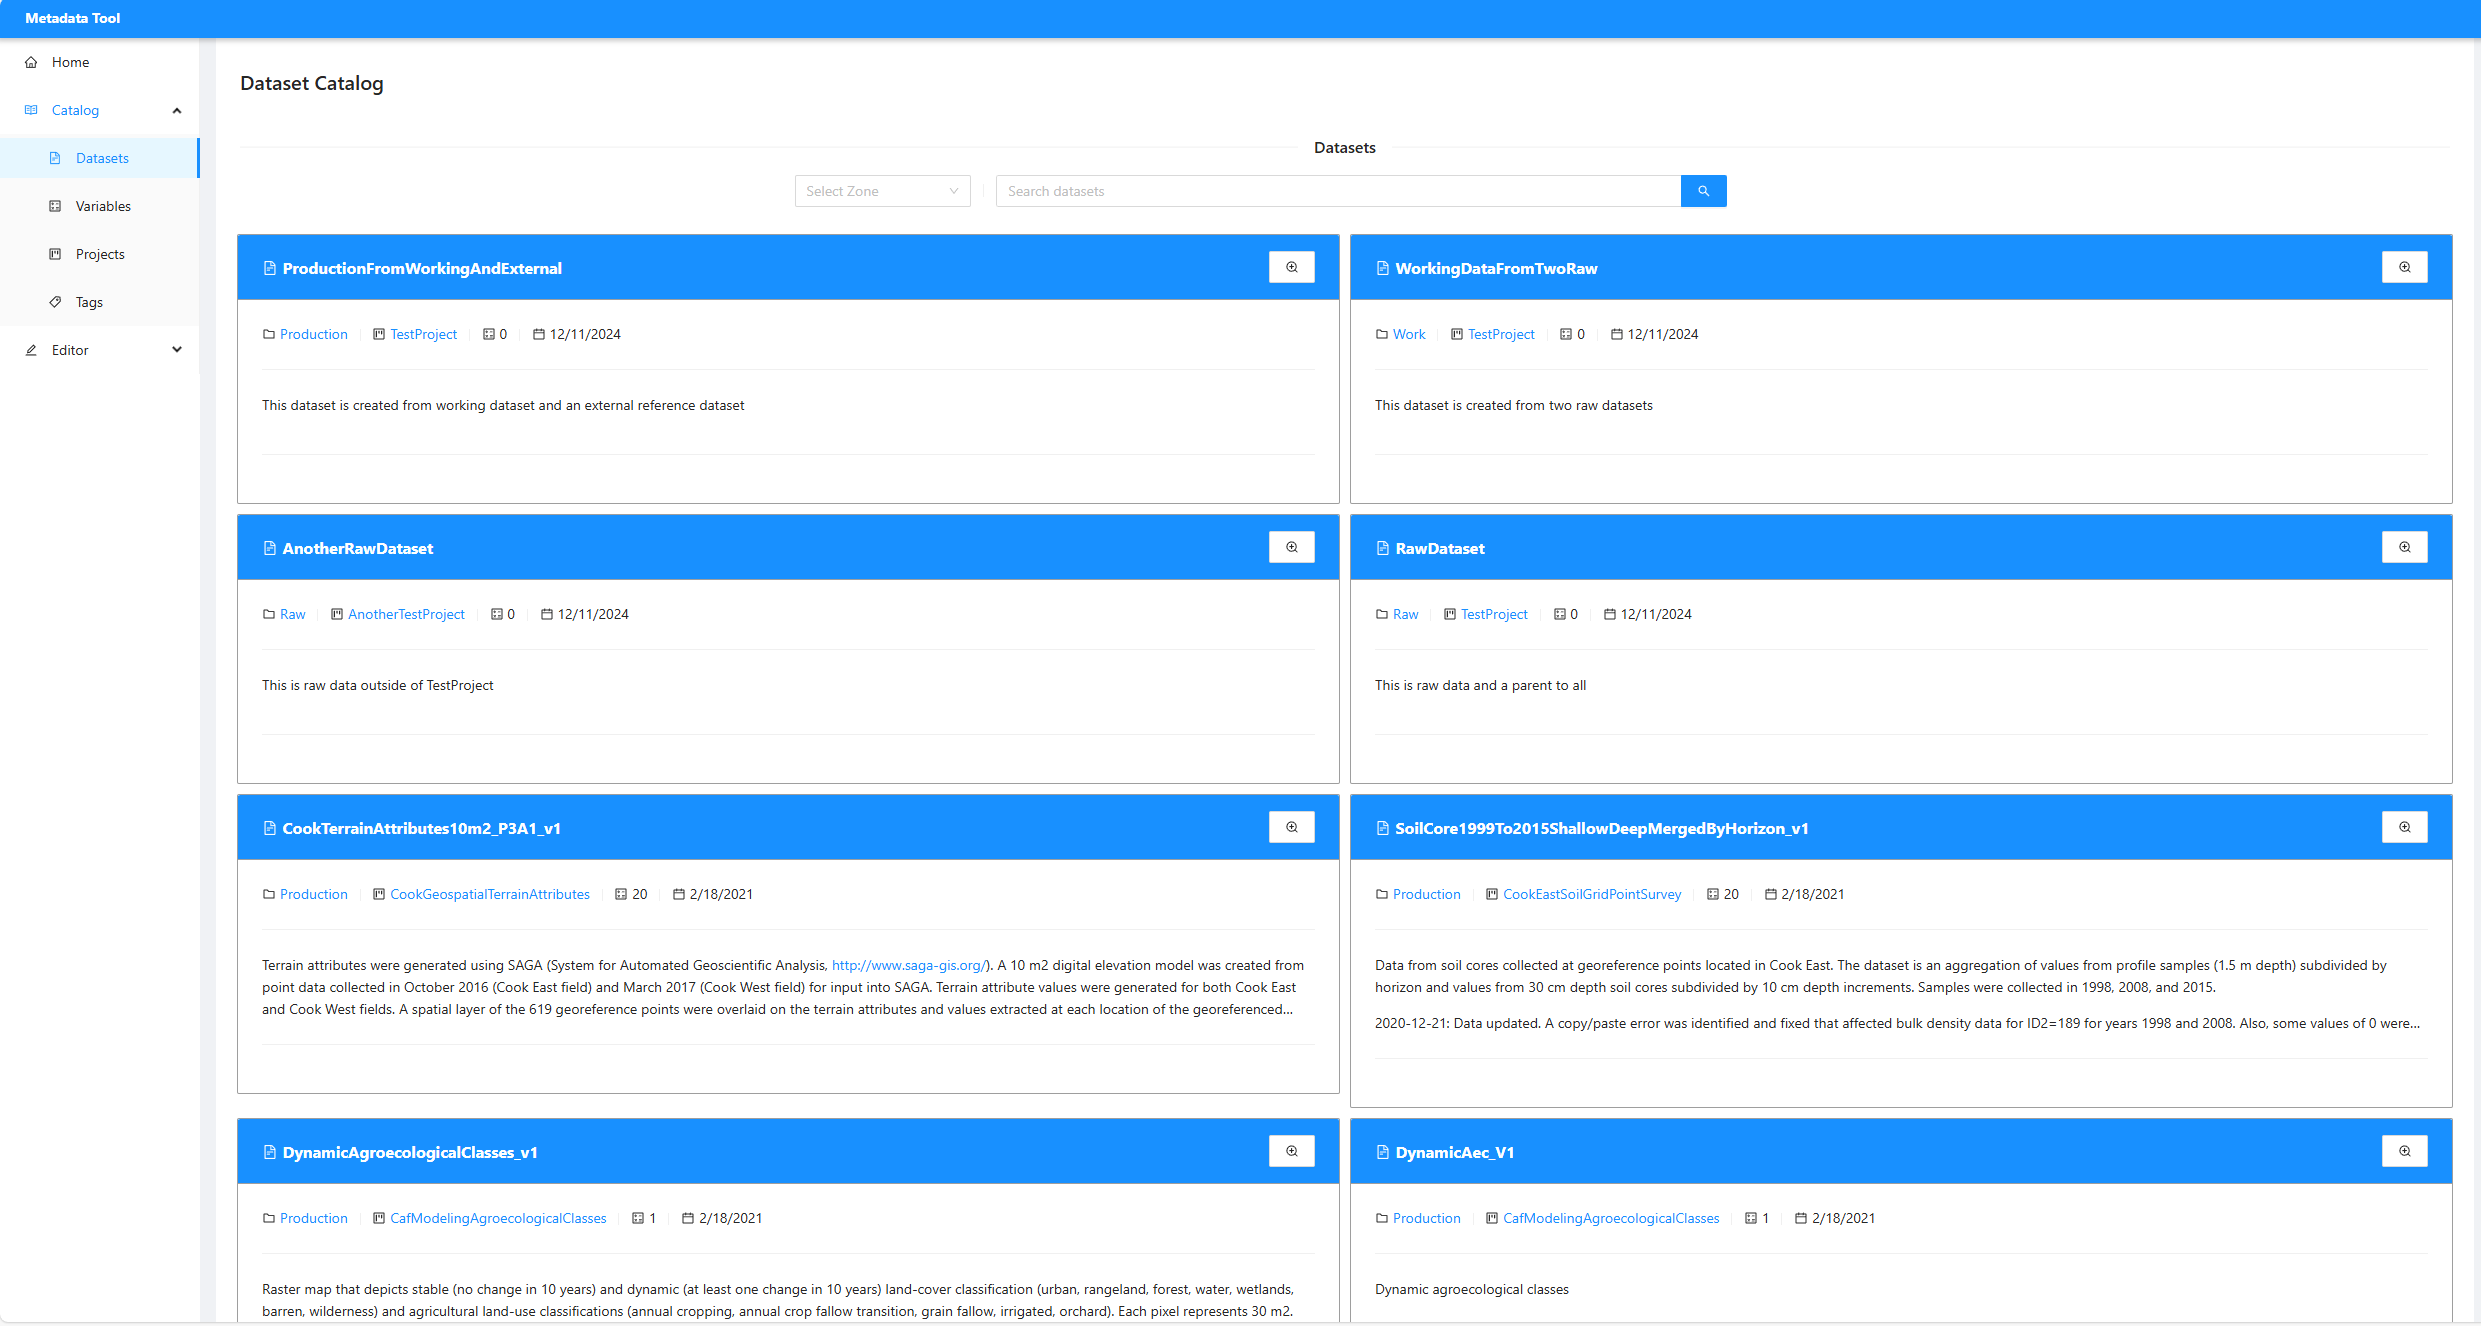 Metadata Tool
Home
Catalog
Datasets
Variables
Projects
Tags
Editor
Dataset Catalog
Datasets
Select Zone
Search datasets
ProductionFromWorkingAndExternal
Production TestProject 0 12/11/2024
This dataset is created from working dataset and an external reference dataset
WorkingDataFromTwoRaw
Work TestProject 0 12/11/2024
This dataset is created from two raw datasets
AnotherRawDataset
Raw AnotherTestProject 0 12/11/2024
This is raw data outside of TestProject
RawDataset
Raw TestProject 0 12/11/2024
This is raw data and a parent to all
CookTerrainAttributes10m2_P3A1_v1
Production CookGeospatialTerrainAttributes 20 2/18/2021
Terrain attributes were generated using SAGA (System for Automated Geoscientific Analysis, http://www.saga-gis.org/). A 10 m2 digital elevation model was created from
point data collected in October 2016 (Cook East field) and March 2017 (Cook West field) for input into SAGA. Terrain attribute values were generated for both Cook East
and Cook West fields. A spatial layer of the 619 georeference points were overlaid on the terrain attributes and values extracted at each location of the georeferenced...
SoilCore1999To2015ShallowDeepMergedByHorizon_v1
Production CookEastSoilGridPointSurvey 20 2/18/2021
Data from soil cores collected at georeference points located in Cook East. The dataset is an aggregation of values from profile samples (1.5 m depth) subdivided by
horizon and values from 30 cm depth soil cores subdivided by 10 cm depth increments. Samples were collected in 1998, 2008, and 2015.
2020-12-21: Data updated. A copy/paste error was identified and fixed that affected bulk density data for ID2=189 for years 1998 and 2008. Also, some values of 0 were...
DynamicAgroecologicalClasses_v1
Production CafModelingAgroecologicalClasses 1 2/18/2021
Raster map that depicts stable (no change in 10 years) and dynamic (at least one change in 10 years) land-cover classification (urban, rangeland, forest, water, wetlands,
barren, wilderness) and agricultural land-use classifications (annual cropping, annual crop fallow transition, grain fallow, irrigated, orchard). Each pixel represents 30 m2.
DynamicAec_V1
Production CafModelingAgroecologicalClasses 1 2/18/2021
Dynamic agroecological classes